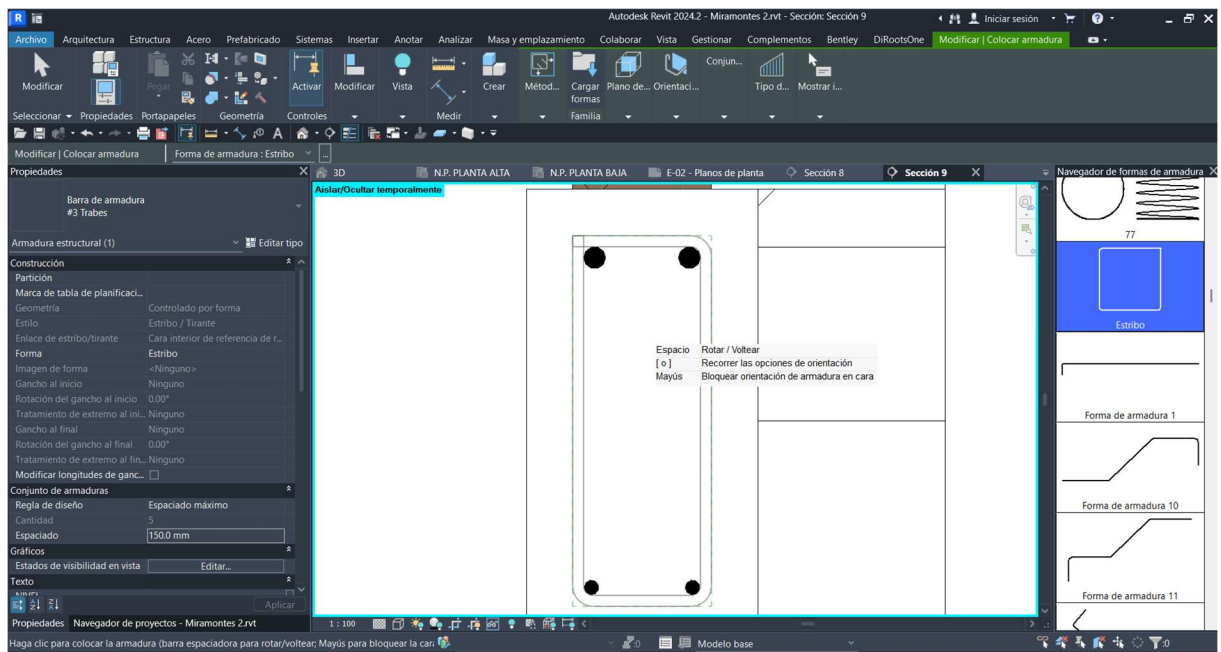 R
Autodesk Revit 2024.2 - Miramontes 2.rvt - Sección: Sección 9
Iniciar sesión
Archivo Arquitectura Estructura Acero Prefabricado Sistemas Insertar Anotar Analizar Masa y emplazamiento Colaborar Vista Gestionar Complementos Bentley DiRootsOne Modificar | Colocar armadura
Modificar
Pegar
Activar Modificar Vista Crear Métod... Cargar formas Plano de... Orientaci... Conjun... Tipo d... Mostrar i...
Seleccionar Propiedades Portapapeles Geometría Controles Medir Familia
Modificar | Colocar armadura Forma de armadura : Estribo ...
Propiedades X
3D N.P. PLANTA ALTA N.P. PLANTA BAJA E-02 - Planos de planta Sección 8 Sección 9 X
Navegador de formas de armadura X
Barra de armadura
#3 Trabes
Armadura estructural (1) Editar tipo
Construcción
Partición
Marca de tabla de planificaci...
Geometría Controlado por forma
Estilo Estribo / Tirante
Enlace de estribo/tirante Cara interior de referencia de r...
Forma Estribo
Imagen de forma <Ninguno>
Gancho al inicio Ninguno
Rotación del gancho al inicio 0.00°
Tratamiento de extremo al ini... Ninguno
Gancho al final Ninguno
Rotación del gancho al final 0.00°
Tratamiento de extremo al fin... Ninguno
Modificar longitudes de ganc...
Conjunto de armaduras
Regla de diseño Espaciado máximo
Cantidad 5
Espaciado 150.0 mm
Gráficos
Estados de visibilidad en vista Editar...
Texto
NIVEL
Aplicar
Propiedades Navegador de proyectos - Miramontes 2.rvt
Aislar/Ocultar temporalmente
Espacio Rotar / Voltear
[ o ] Recorrer las opciones de orientación
Mayús Bloquear orientación de armadura en cara
77
Estribo
Forma de armadura 1
Forma de armadura 10
Forma de armadura 11
1 : 100
Haga clic para colocar la armadura (barra espaciadora para rotar/voltear; Mayús para bloquear la car
:0
Modelo base
:0